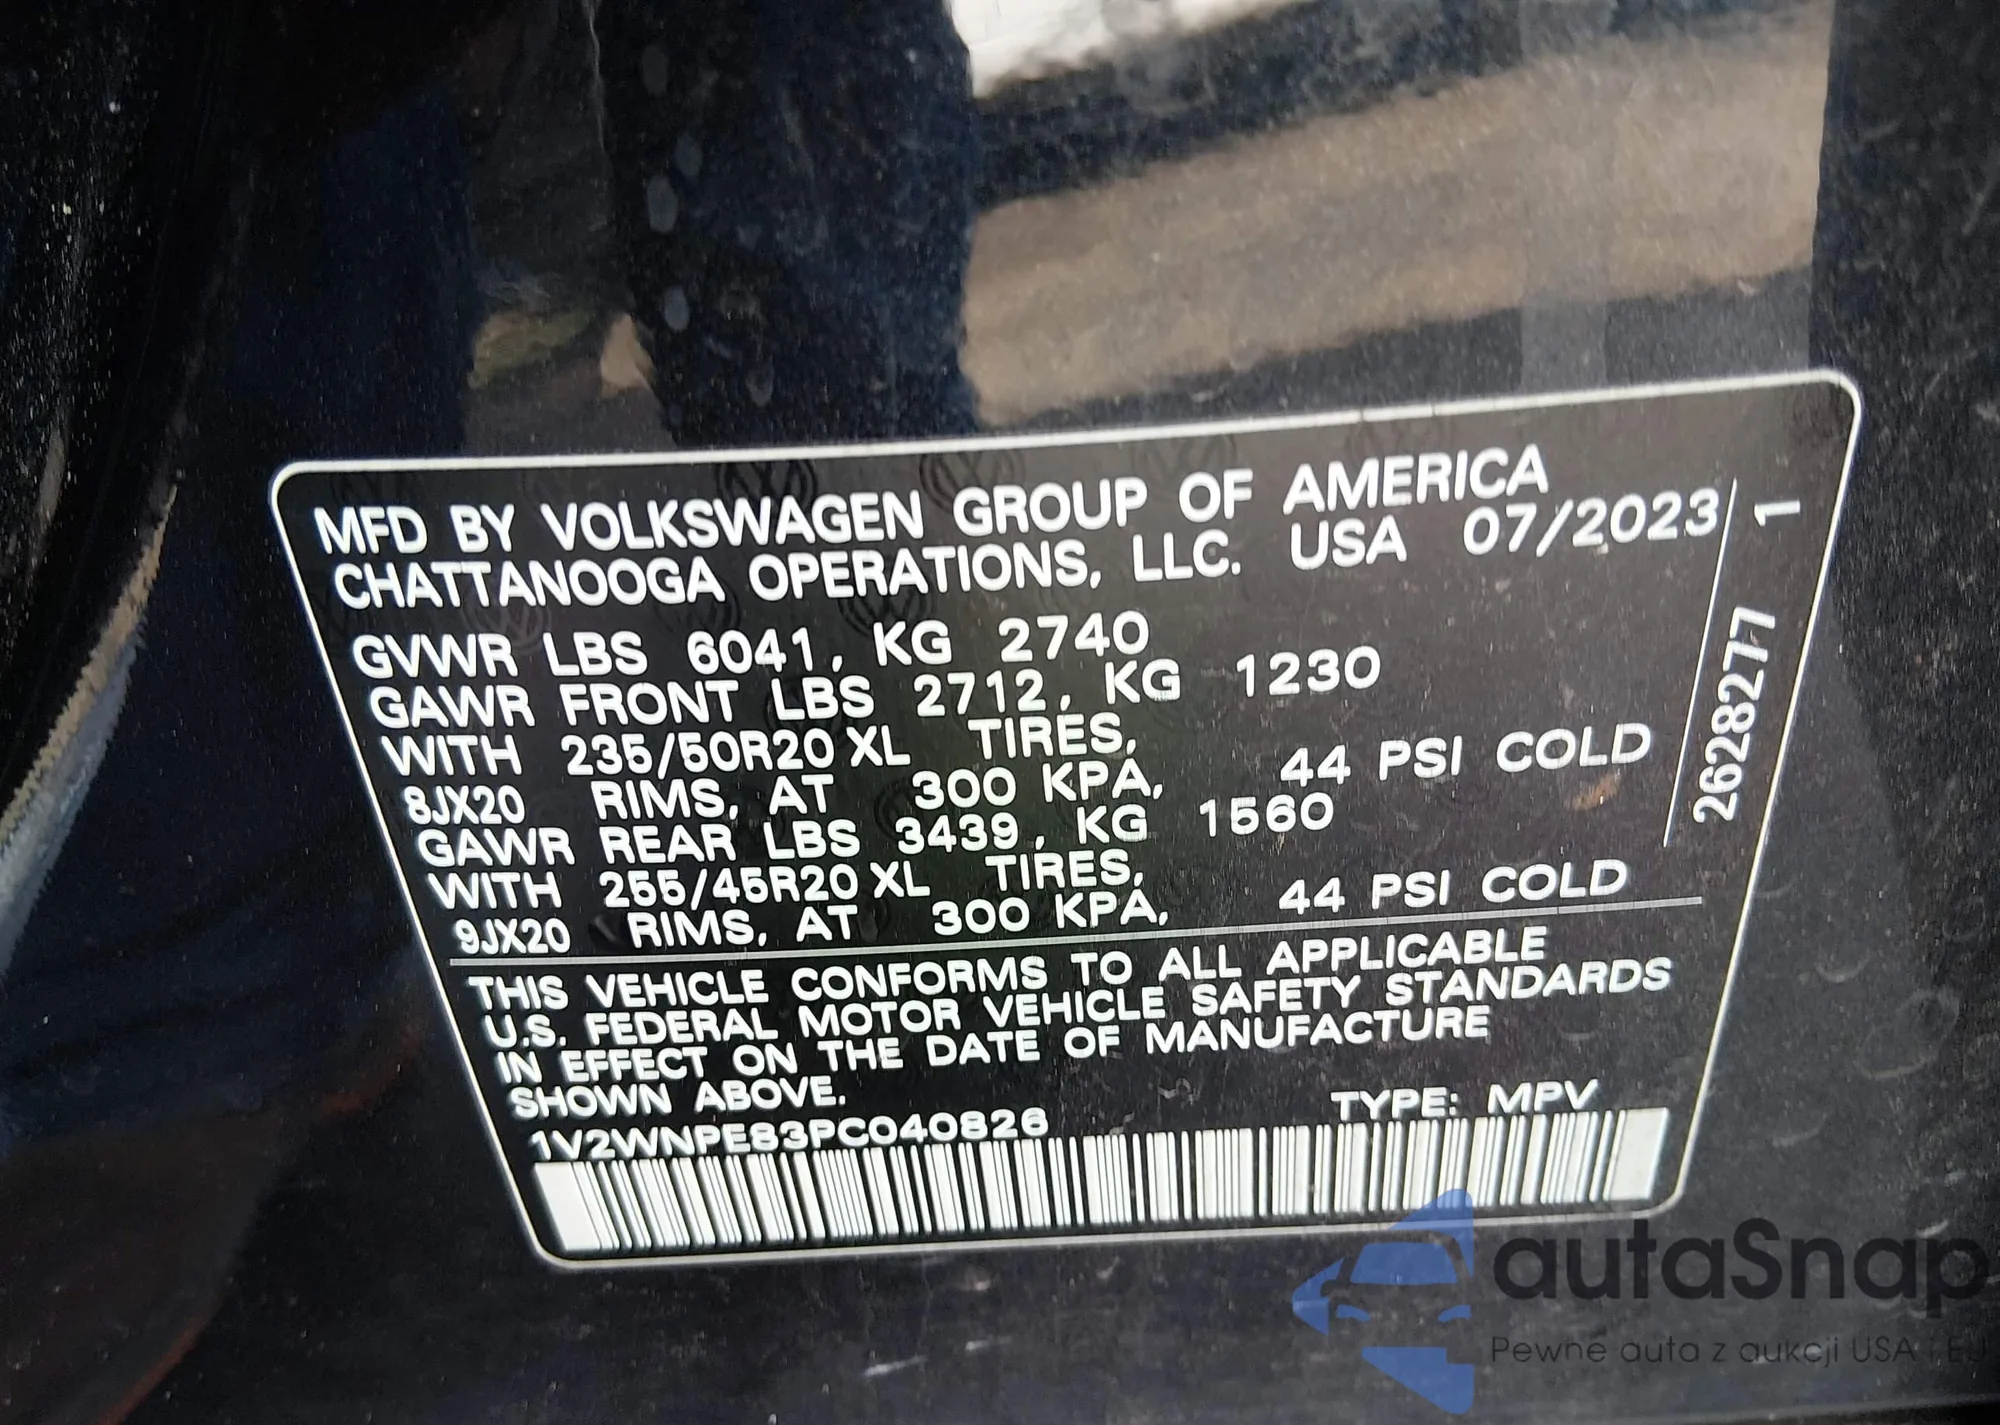 MFD BY VOLKSWAGEN GROUP OF AMERICA
CHATTANOOGA OPERATIONS, LLC. USA 07/2023
GVWR LBS 6041, KG 2740
GAWR FRONT LBS 2712, KG 1230
WITH 235/50R20 XL TIRES,
8JX20 RIMS, AT 300 KPA, 44 PSI COLD
GAWR REAR LBS 3439, KG 1560
WITH 255/45R20 XL TIRES,
9JX20 RIMS, AT 300 KPA, 44 PSI COLD
THIS VEHICLE CONFORMS TO ALL APPLICABLE
U.S. FEDERAL MOTOR VEHICLE SAFETY STANDARDS
IN EFFECT ON THE DATE OF MANUFACTURE
SHOWN ABOVE.
1V2WNPE83PC040826 TYPE: MPV
2628277 1
autaSnap
Pewne auta z aukcji USA i EU